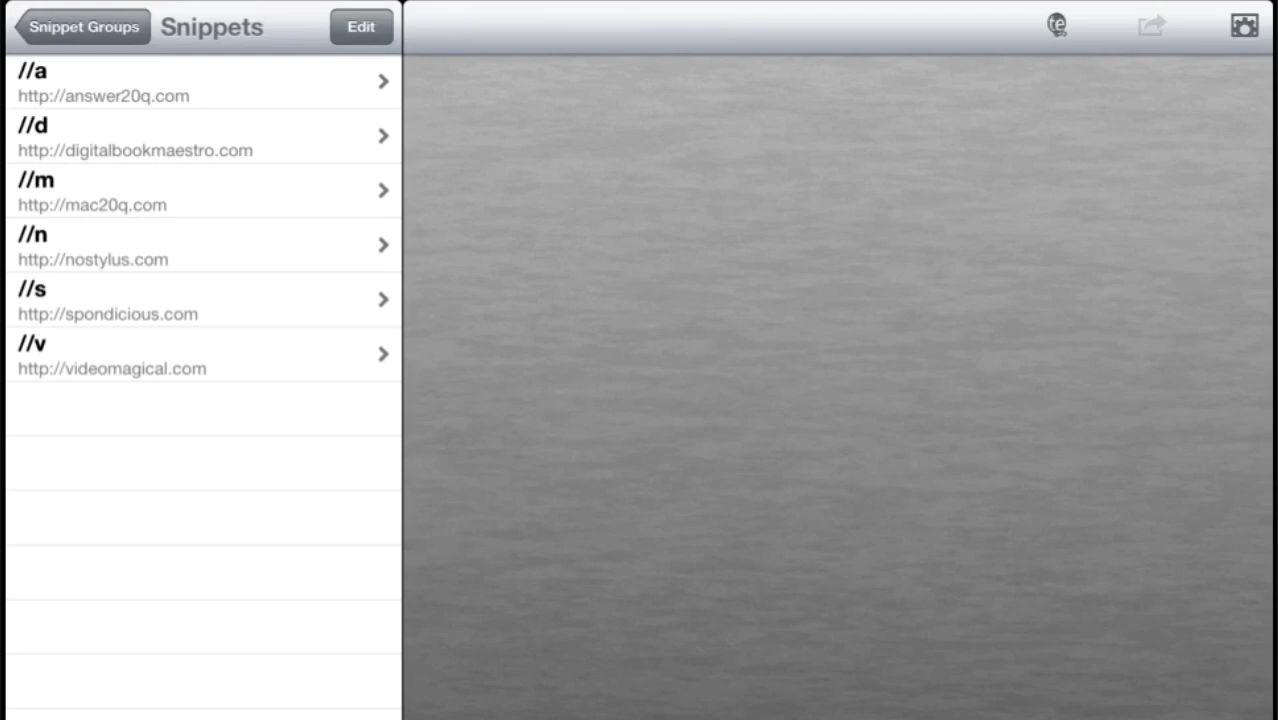 Snippet Groups Snippets Edit te
//a
http://answer20q.com
//d
http://digitalbookmaestro.com
//m
http://mac20q.com
//n
http://nostylus.com
//s
http://spondicious.com
//v
http://videomagical.com